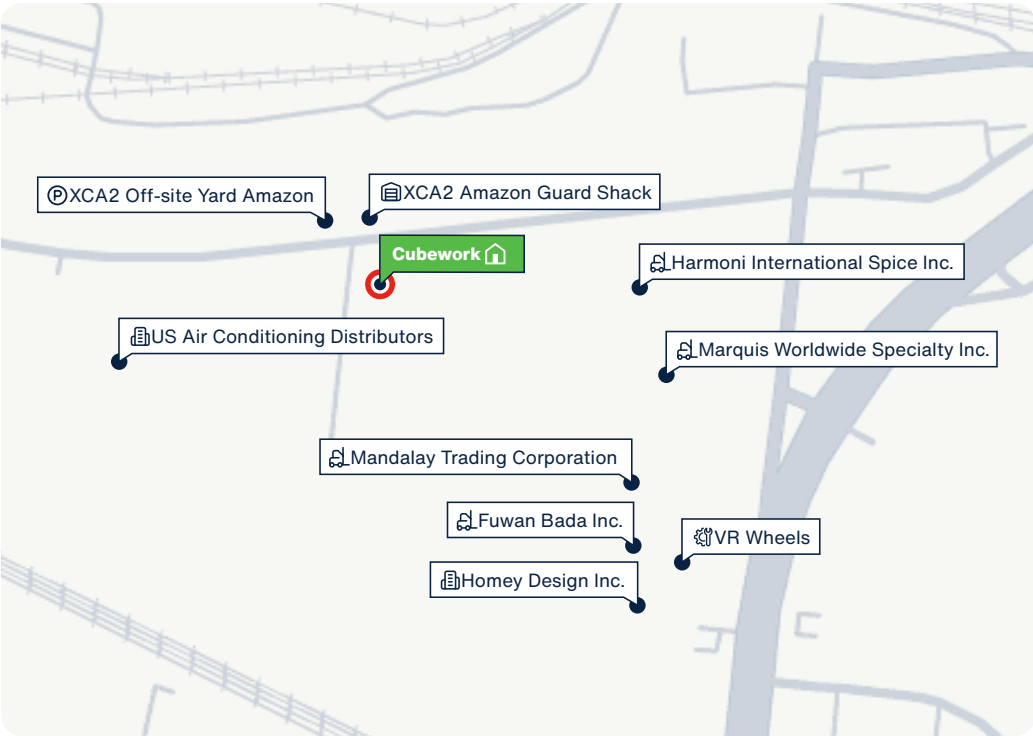 XCA2 Off-site Yard Amazon
XCA2 Amazon Guard Shack
Cubework
Harmoni International Spice Inc.
US Air Conditioning Distributors
Marquis Worldwide Specialty Inc.
Mandalay Trading Corporation
Fuwan Bada Inc.
VR Wheels
Homey Design Inc.